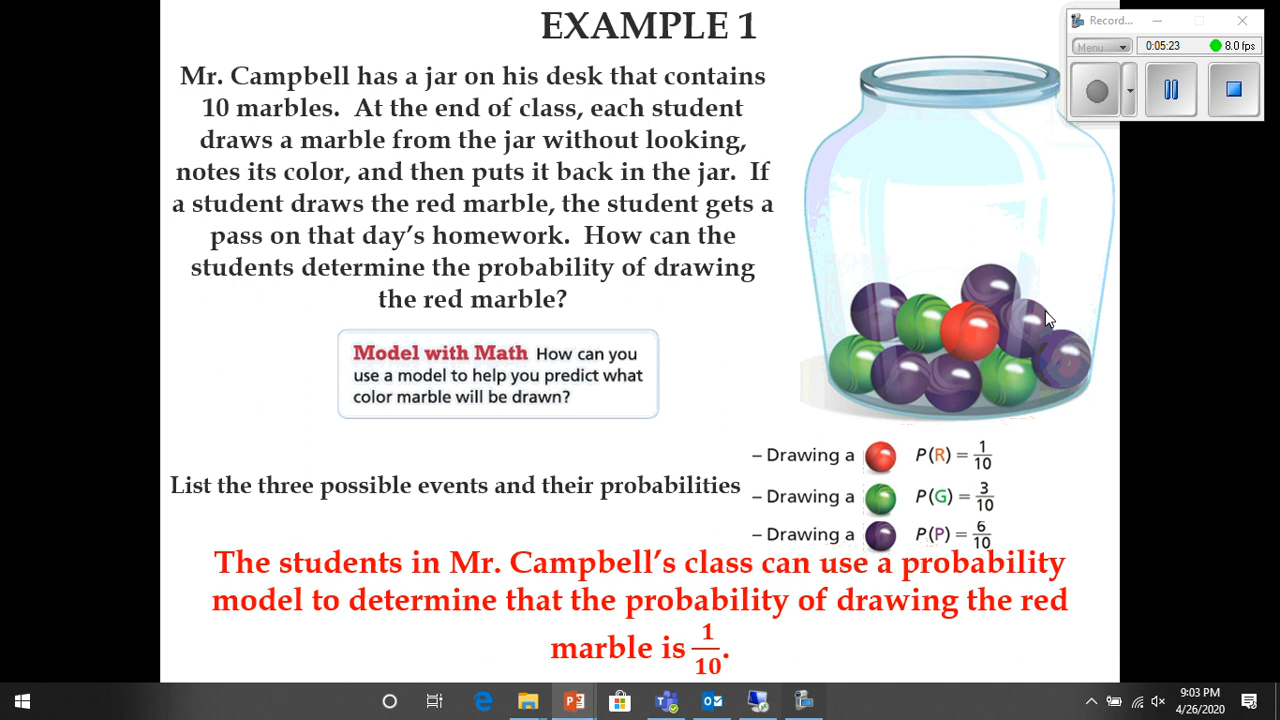 EXAMPLE 1
Record...
Menu
0:05:23
8.0 fps
Mr. Campbell has a jar on his desk that contains
10 marbles. At the end of class, each student
draws a marble from the jar without looking,
notes its color, and then puts it back in the jar. If
a student draws the red marble, the student gets a
pass on that day's homework. How can the
students determine the probability of drawing
the red marble?
Model with Math How can you
use a model to help you predict what
color marble will be drawn?
List the three possible events and their probabilities
– Drawing a P(R) = 1/10
– Drawing a P(G) = 3/10
– Drawing a P(P) = 6/10
The students in Mr. Campbell's class can use a probability
model to determine that the probability of drawing the red
marble is 1/10.
9:03 PM
4/26/2020